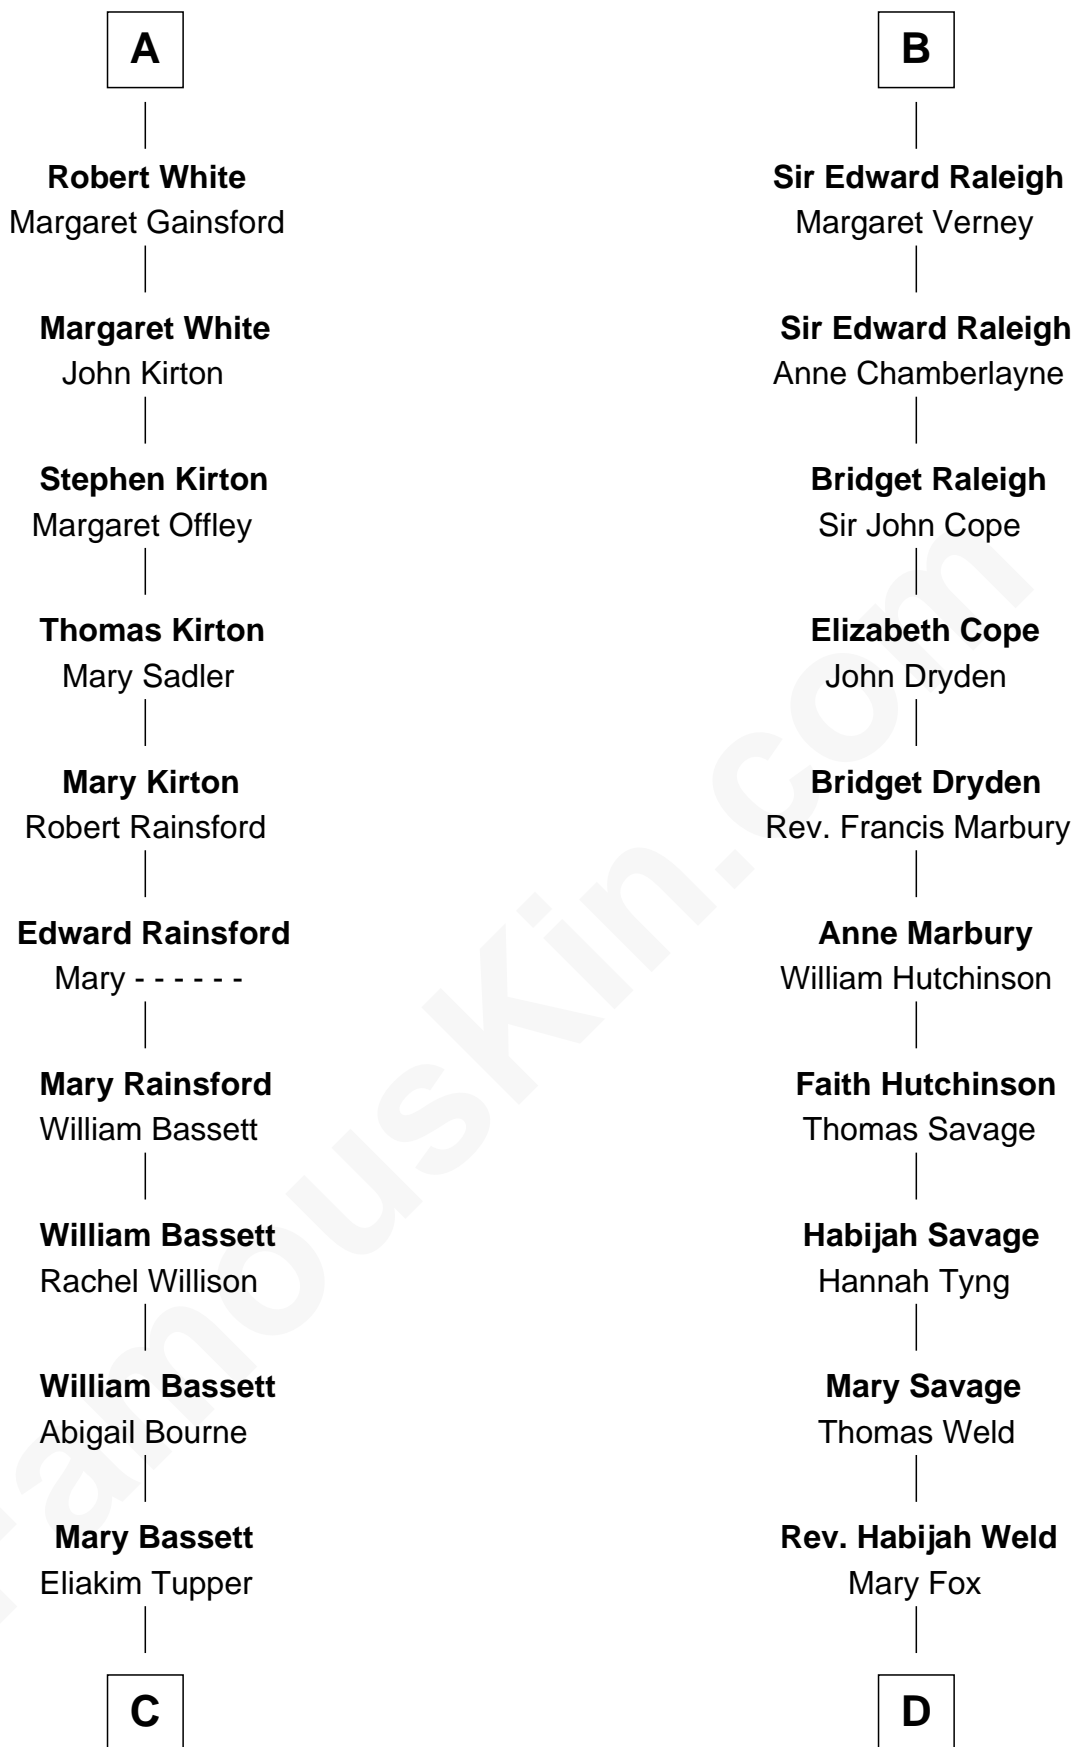 A
Robert White
Margaret Gainsford
Margaret White
John Kirton
Stephen Kirton
Margaret Offley
Thomas Kirton
Mary Sadler
Mary Kirton
Robert Rainsford
Edward Rainsford
Mary - - - - - -
Mary Rainsford
William Bassett
William Bassett
Rachel Willison
William Bassett
Abigail Bourne
Mary Bassett
Eliakim Tupper
C
B
Sir Edward Raleigh
Margaret Verney
Sir Edward Raleigh
Anne Chamberlayne
Bridget Raleigh
Sir John Cope
Elizabeth Cope
John Dryden
Bridget Dryden
Rev. Francis Marbury
Anne Marbury
William Hutchinson
Faith Hutchinson
Thomas Savage
Habijah Savage
Hannah Tyng
Mary Savage
Thomas Weld
Rev. Habijah Weld
Mary Fox
D
FamousKin.com